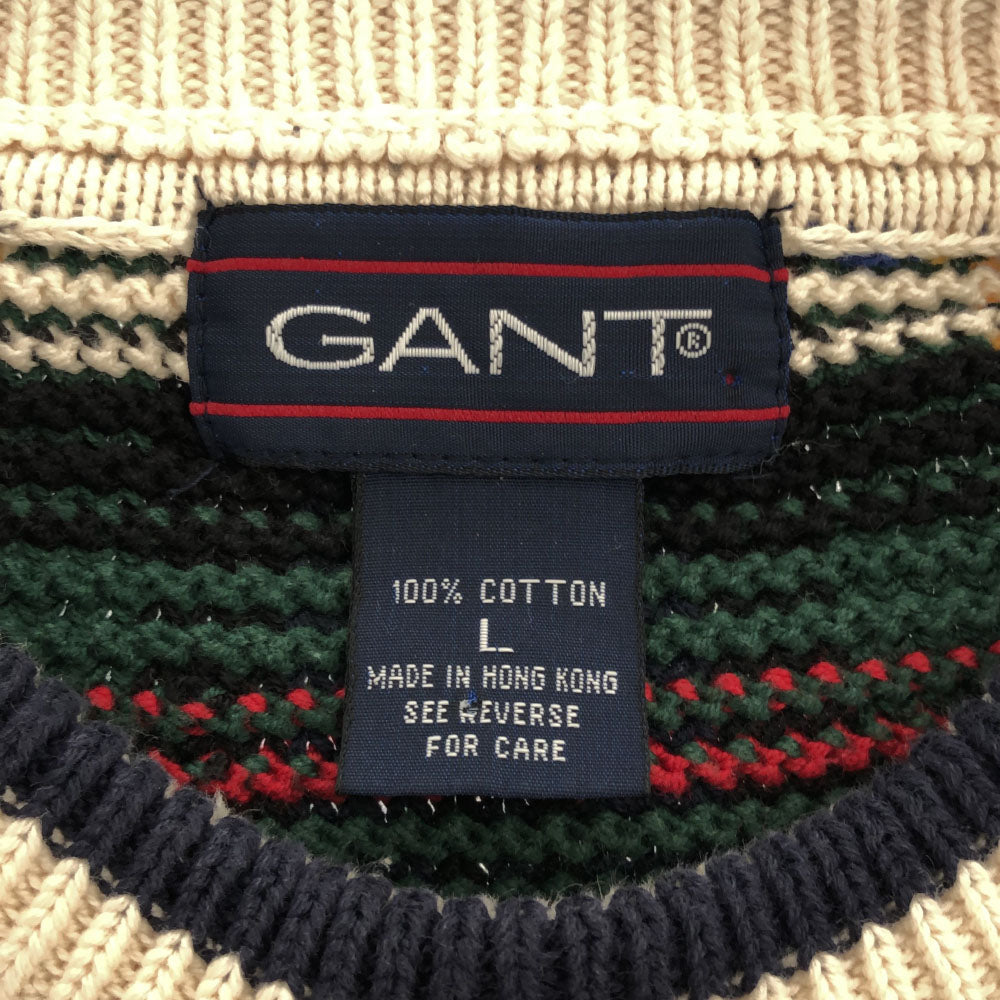 GANT®
100% COTTON
L
MADE IN HONG KONG
SEE REVERSE
FOR CARE